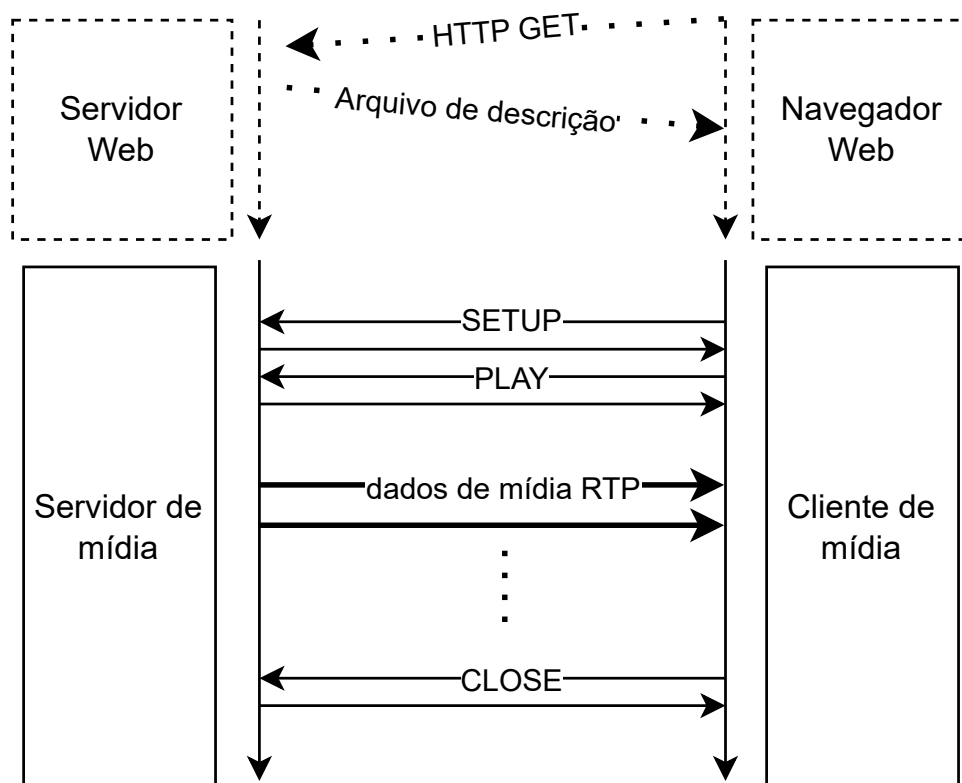 HTTP GET
Servidor
Web
Arquivo de descrição
Navegador
Web
SETUP
PLAY
dados de mídia RTP
Servidor de
mídia
Cliente de
mídia
CLOSE